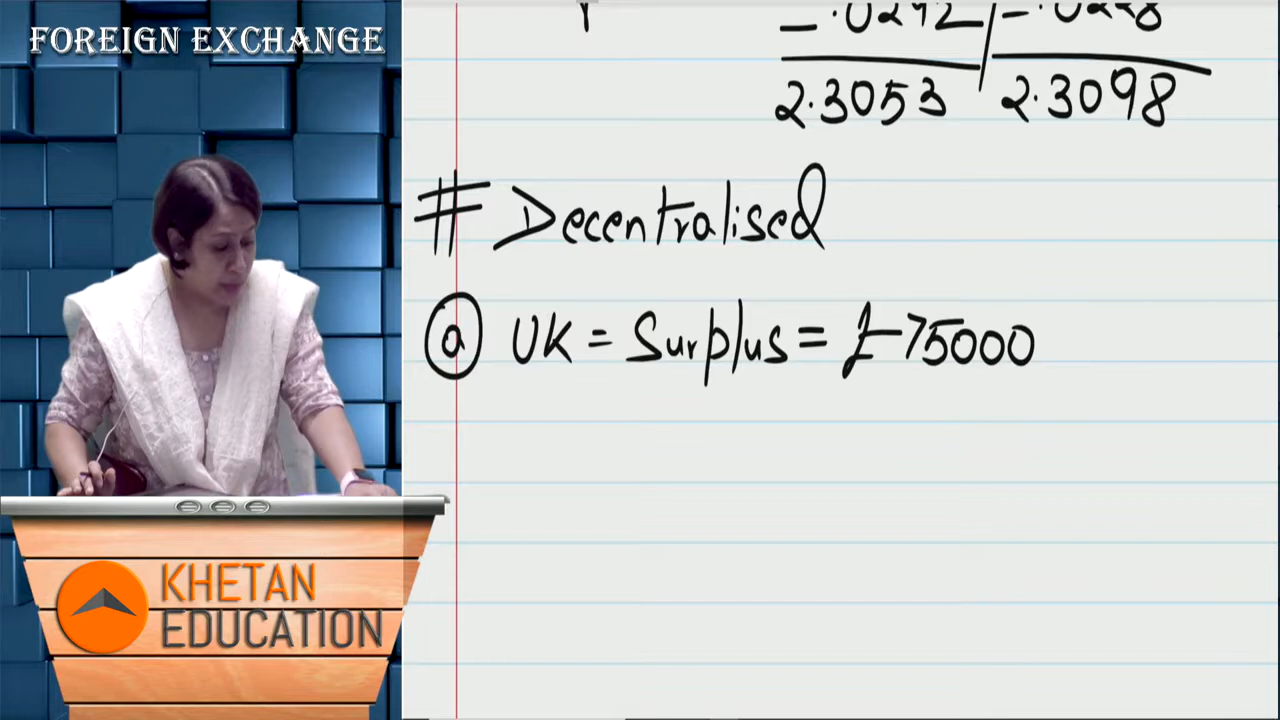 FOREIGN EXCHANGE
2.3053 / 2.3098
# Decentralised
(a) UK = Surplus = £75000
KHETAN
EDUCATION